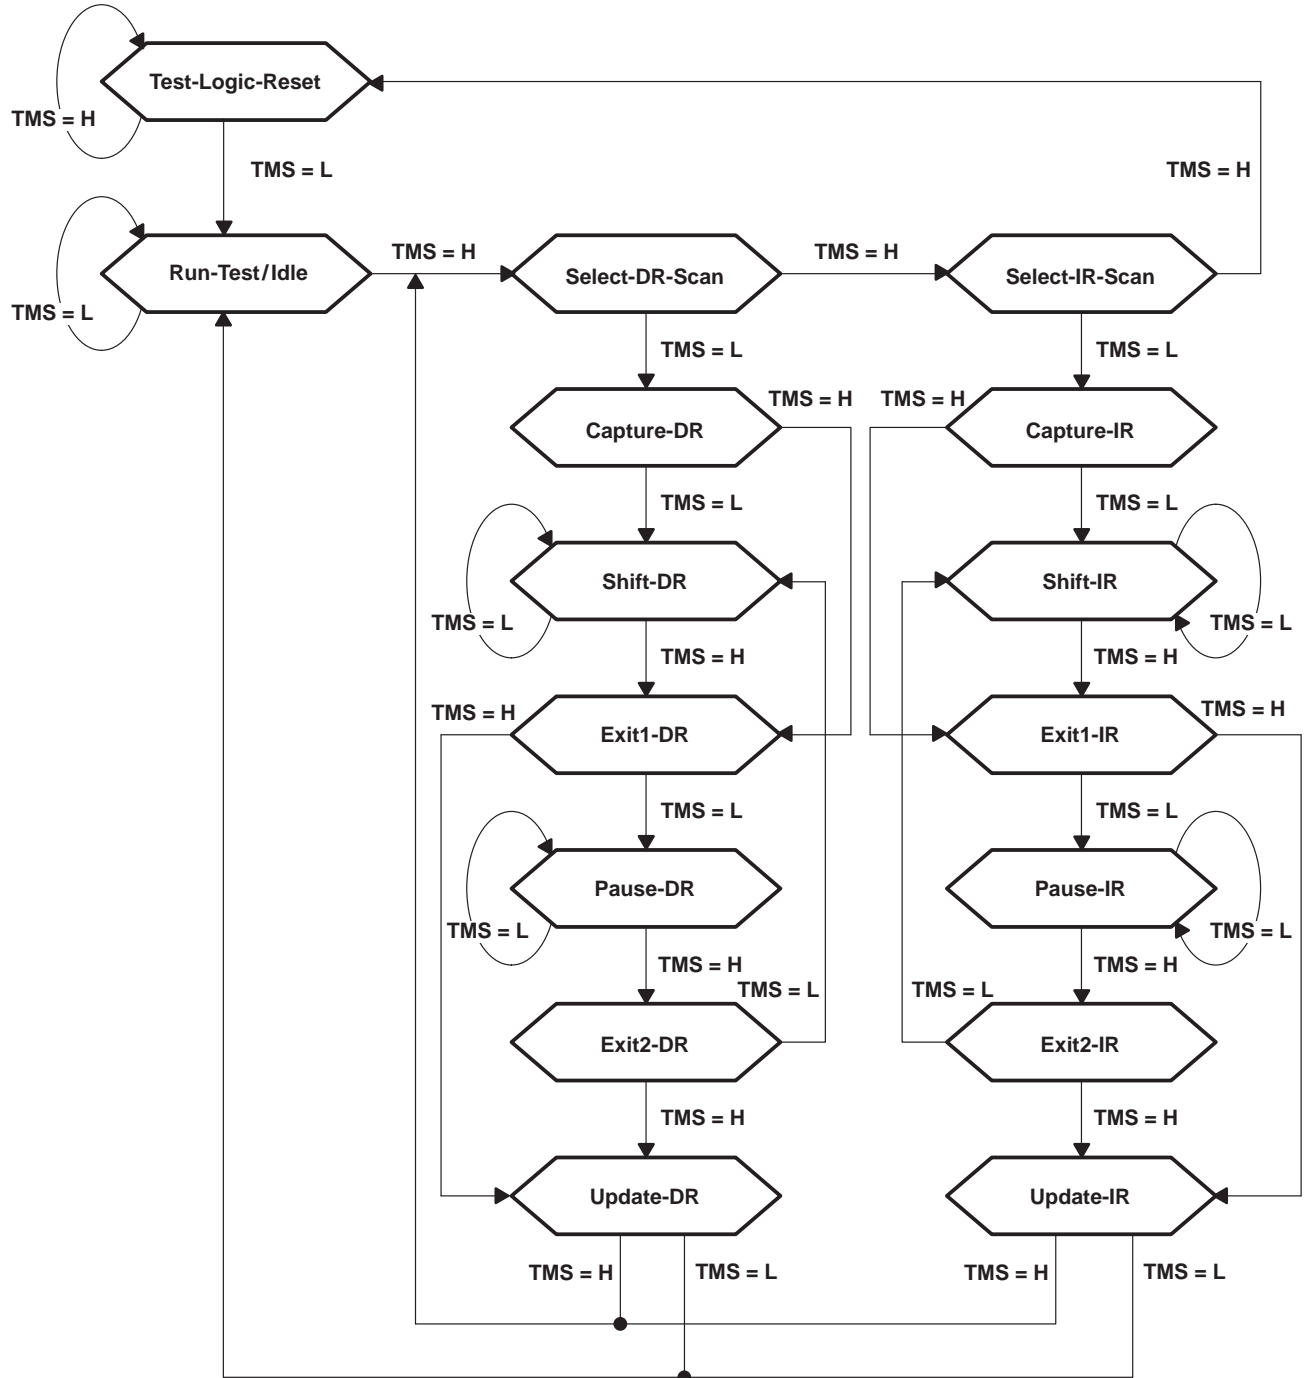 Test-Logic-Reset
TMS = H
TMS = L
TMS = H
TMS = H
TMS = H
Run-Test/Idle
Select-DR-Scan
Select-IR-Scan
TMS = L
TMS = L
TMS = L
TMS = H
TMS = H
Capture-DR
Capture-IR
TMS = L
TMS = L
Shift-DR
Shift-IR
TMS = L
TMS = L
TMS = H
TMS = H
TMS = H
TMS = H
Exit1-DR
Exit1-IR
TMS = L
TMS = L
Pause-DR
Pause-IR
TMS = L
TMS = L
TMS = H
TMS = H
TMS = L
TMS = L
Exit2-DR
Exit2-IR
TMS = H
TMS = H
Update-DR
Update-IR
TMS = H
TMS = L
TMS = H
TMS = L